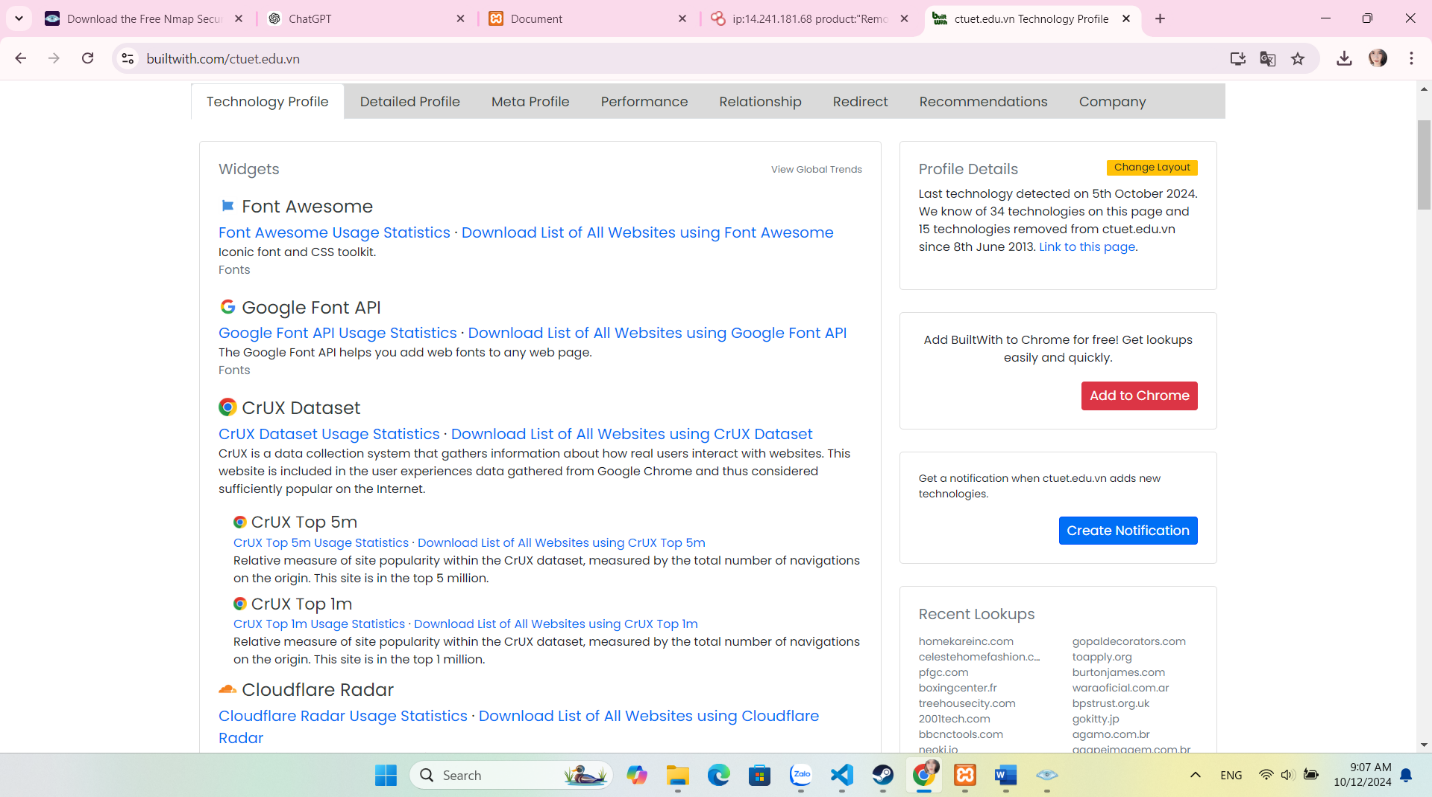 Download the Free Nmap Secu
ChatGPT
Document
ip:14.241.181.68 product:"Remo
ctuet.edu.vn Technology Profile
builtwith.com/ctuet.edu.vn
Technology Profile
Detailed Profile
Meta Profile
Performance
Relationship
Redirect
Recommendations
Company
Widgets
View Global Trends
Font Awesome
Font Awesome Usage Statistics · Download List of All Websites using Font Awesome
Iconic font and CSS toolkit.
Fonts
Google Font API
Google Font API Usage Statistics · Download List of All Websites using Google Font API
The Google Font API helps you add web fonts to any web page.
Fonts
CrUX Dataset
CrUX Dataset Usage Statistics · Download List of All Websites using CrUX Dataset
CrUX is a data collection system that gathers information about how real users interact with websites. This
website is included in the user experiences data gathered from Google Chrome and thus considered
sufficiently popular on the Internet.
CrUX Top 5m
CrUX Top 5m Usage Statistics · Download List of All Websites using CrUX Top 5m
Relative measure of site popularity within the CrUX dataset, measured by the total number of navigations
on the origin. This site is in the top 5 million.
CrUX Top 1m
CrUX Top 1m Usage Statistics · Download List of All Websites using CrUX Top 1m
Relative measure of site popularity within the CrUX dataset, measured by the total number of navigations
on the origin. This site is in the top 1 million.
Cloudflare Radar
Cloudflare Radar Usage Statistics · Download List of All Websites using Cloudflare
Radar
Profile Details
Change Layout
Last technology detected on 5th October 2024.
We know of 34 technologies on this page and
15 technologies removed from ctuet.edu.vn
since 8th June 2013. Link to this page.
Add BuiltWith to Chrome for free! Get lookups
easily and quickly.
Add to Chrome
Get a notification when ctuet.edu.vn adds new
technologies.
Create Notification
Recent Lookups
homekareinc.com
gopaldecorators.com
celestehomefashion.c...
toapply.org
pfgc.com
burtonjames.com
boxingcenter.fr
waraoficial.com.ar
treehousecity.com
bpstrust.org.uk
2001tech.com
gokitty.jp
bbcnctools.com
agamo.com.br
neoki.io
agapeimagem.com.br
Search
Zalo
ENG
9:07 AM
10/12/2024